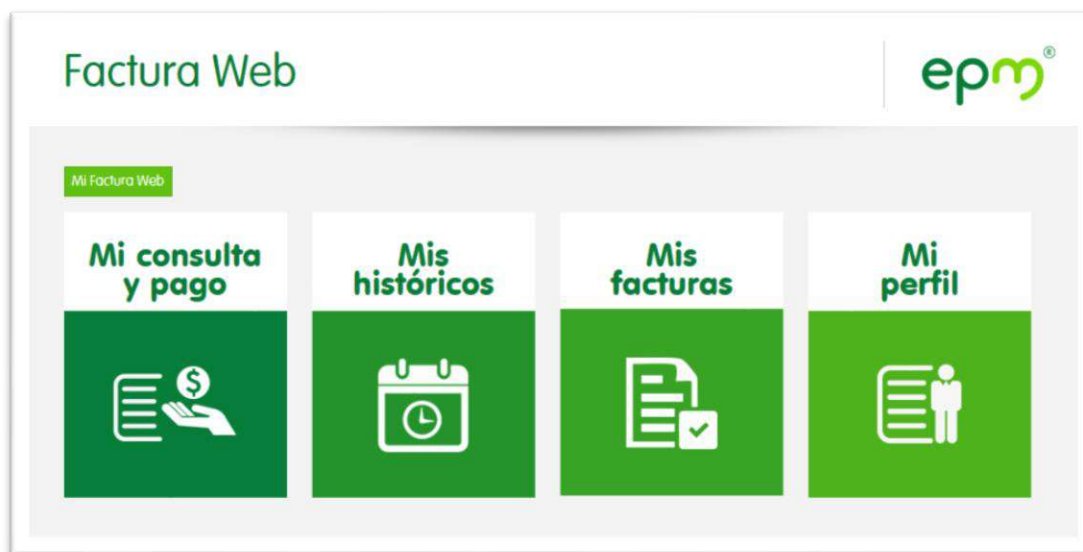 Factura Web
epm®
Mi Factura Web
Mi consulta
y pago
$
Mis
históricos
Mis
facturas
Mi
perfil